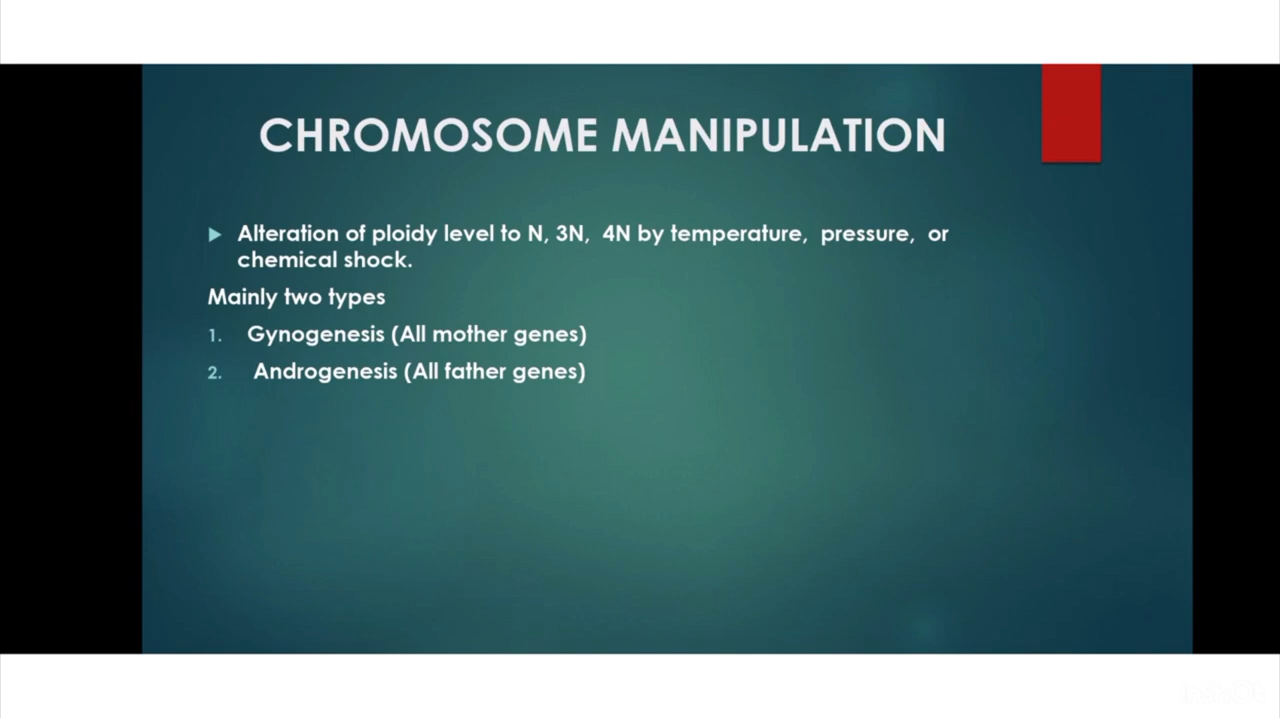 CHROMOSOME MANIPULATION
Alteration of ploidy level to N, 3N, 4N by temperature, pressure, or
chemical shock.
Mainly two types
1. Gynogenesis (All mother genes)
2. Androgenesis (All father genes)